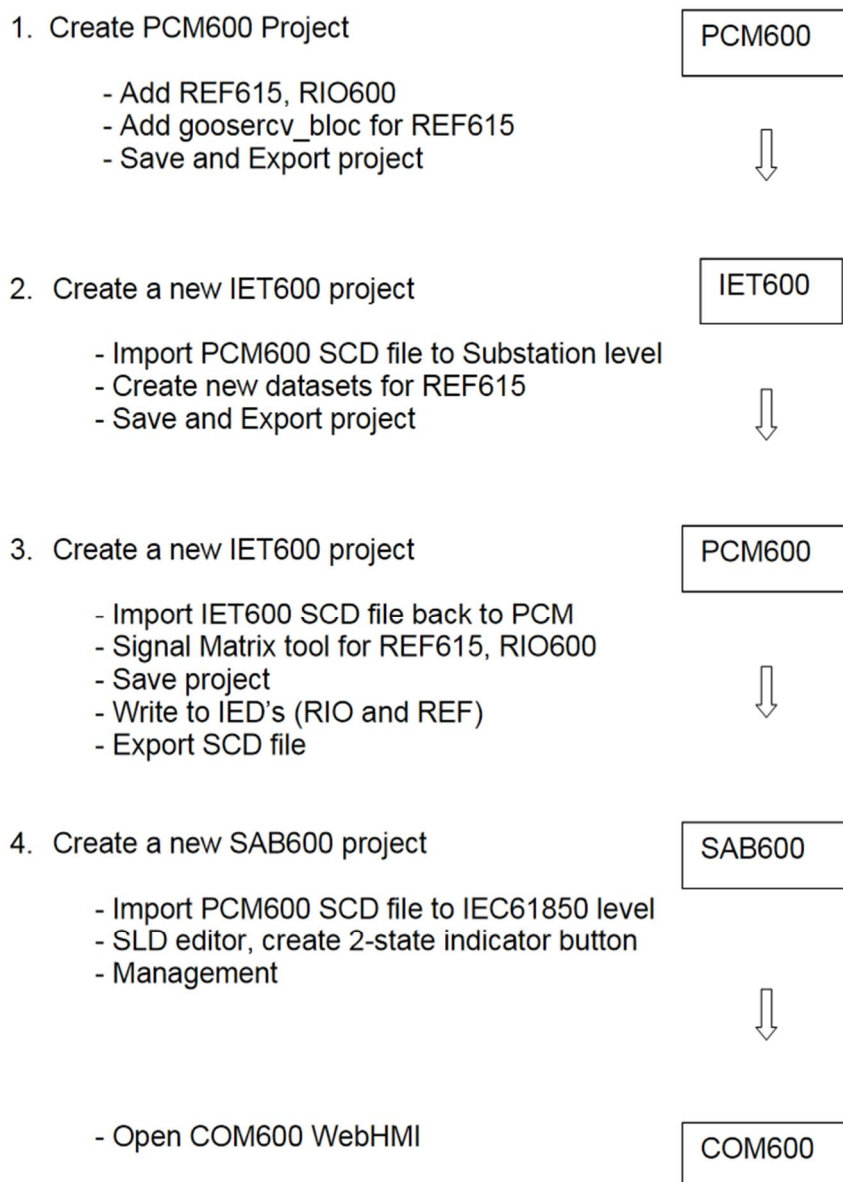 1. Create PCM600 Project
PCM600
- Add REF615, RIO600
- Add goosercv_bloc for REF615
- Save and Export project
2. Create a new IET600 project
IET600
- Import PCM600 SCD file to Substation level
- Create new datasets for REF615
- Save and Export project
3. Create a new IET600 project
PCM600
- Import IET600 SCD file back to PCM
- Signal Matrix tool for REF615, RIO600
- Save project
- Write to IED's (RIO and REF)
- Export SCD file
4. Create a new SAB600 project
SAB600
- Import PCM600 SCD file to IEC61850 level
- SLD editor, create 2-state indicator button
- Management
- Open COM600 WebHMI
COM600